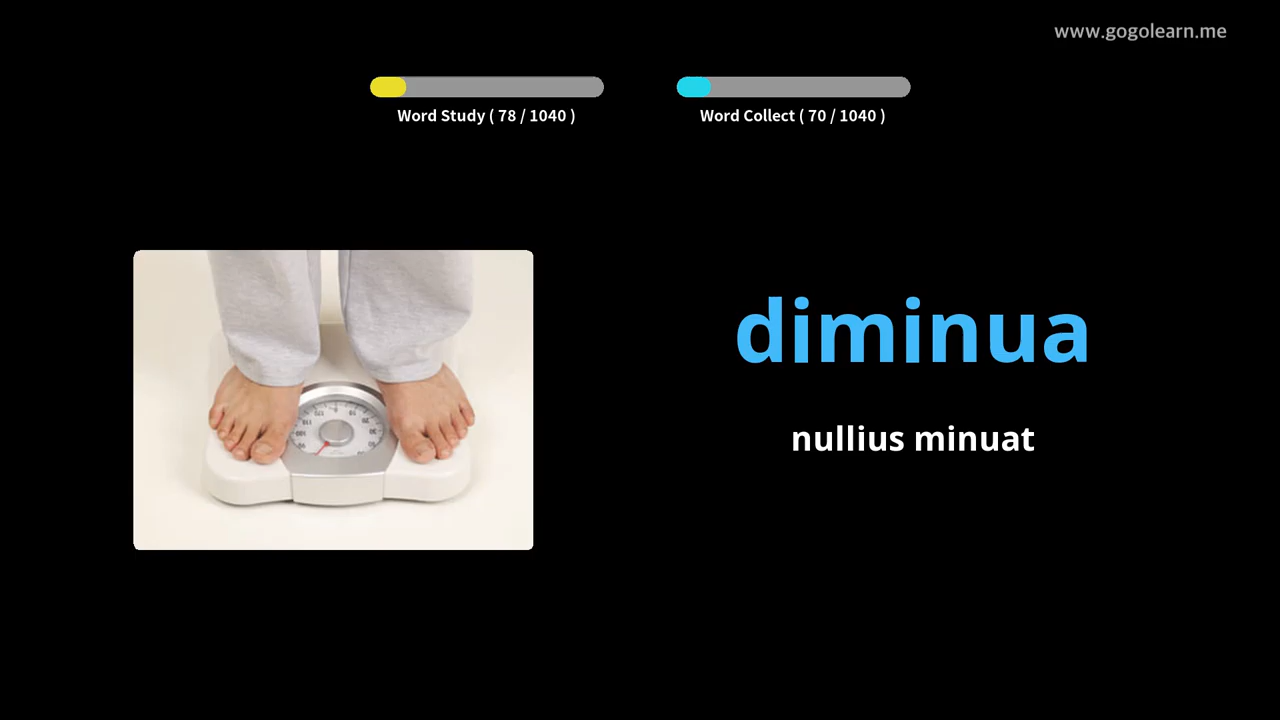 www.gogolearn.me
Word Study ( 78 / 1040 )
Word Collect ( 70 / 1040 )
diminua
nullius minuat